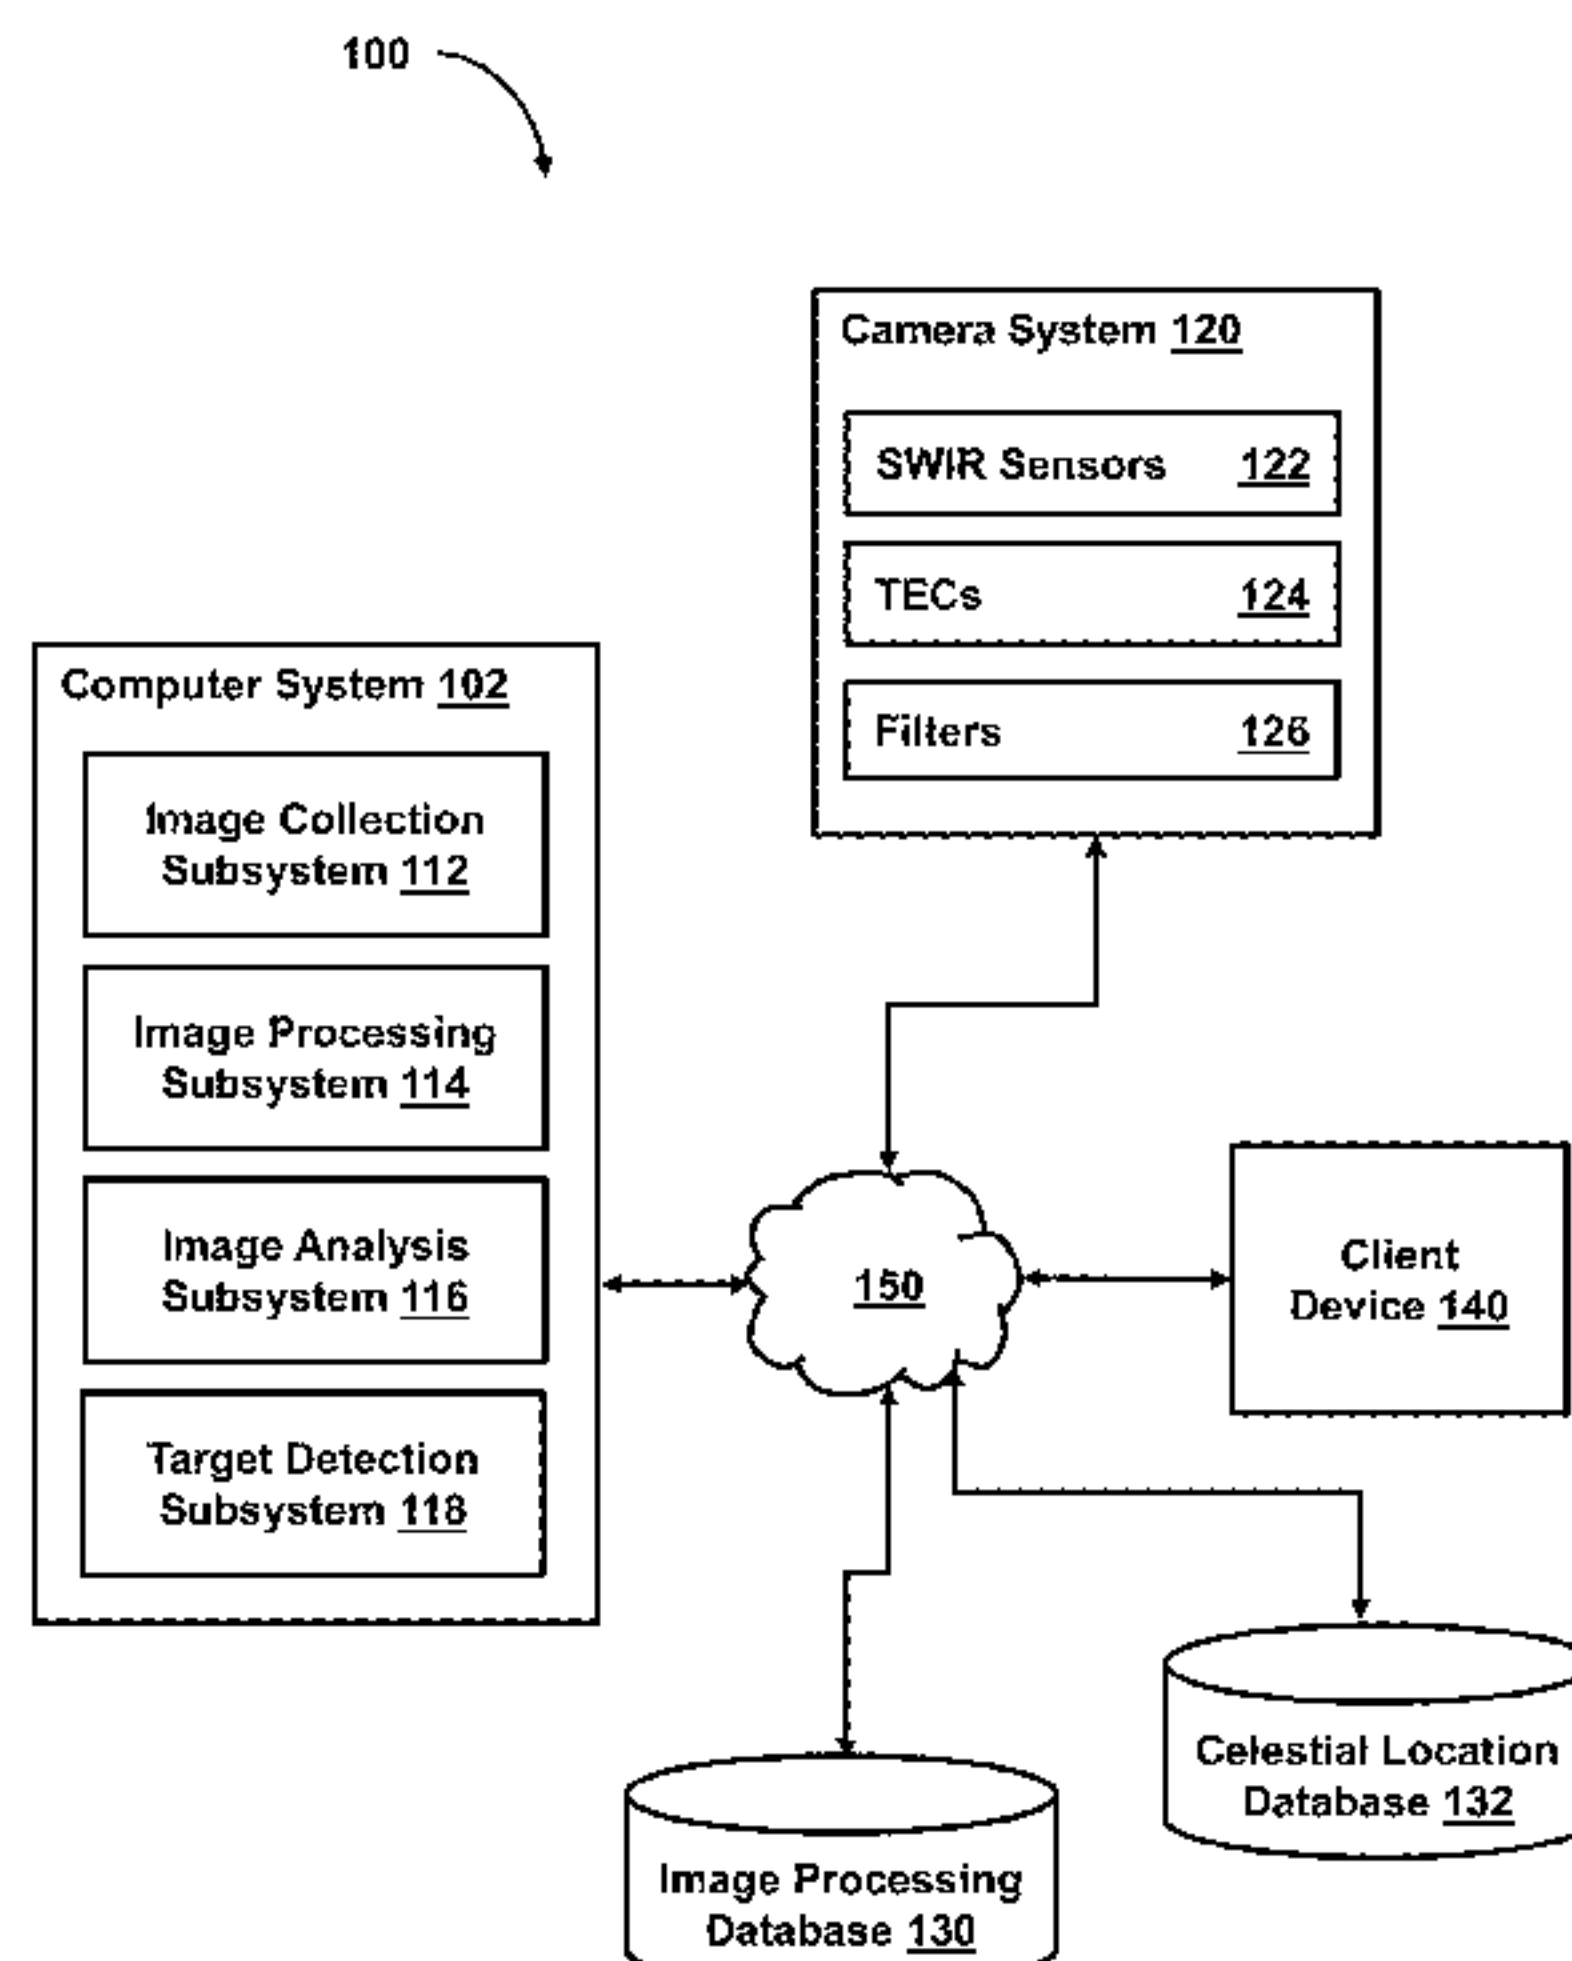 100
Camera System 120
SWIR Sensors 122
TECs 124
Filters 126
Computer System 102
Image Collection
Subsystem 112
Image Processing
Subsystem 114
Image Analysis
Subsystem 116
Target Detection
Subsystem 118
150
Client
Device 140
Celestial Location
Database 132
Image Processing
Database 130